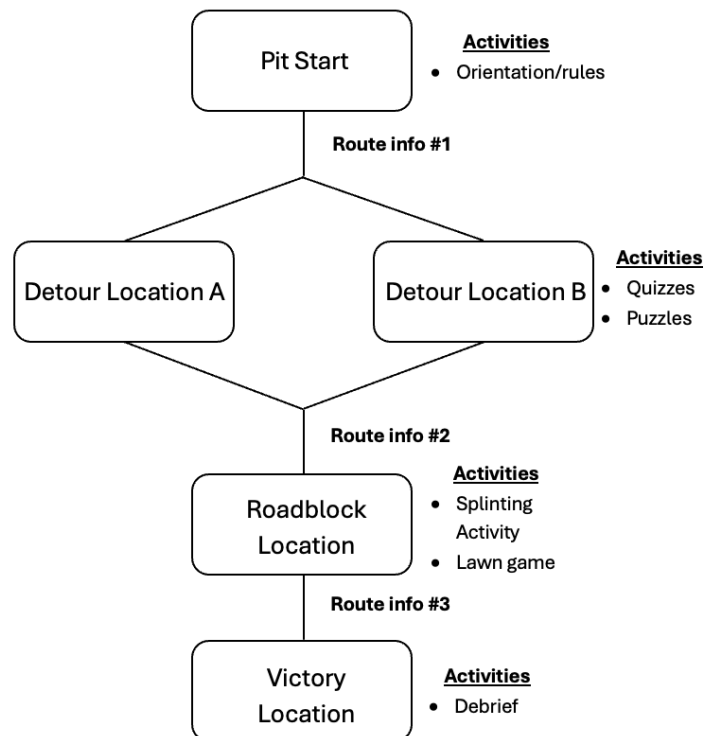 Pit Start
Activities
• Orientation/rules
Route info #1
Detour Location A
Detour Location B
Activities
• Quizzes
• Puzzles
Route info #2
Roadblock
Location
Activities
• Splinting
Activity
• Lawn game
Route info #3
Victory
Location
Activities
• Debrief